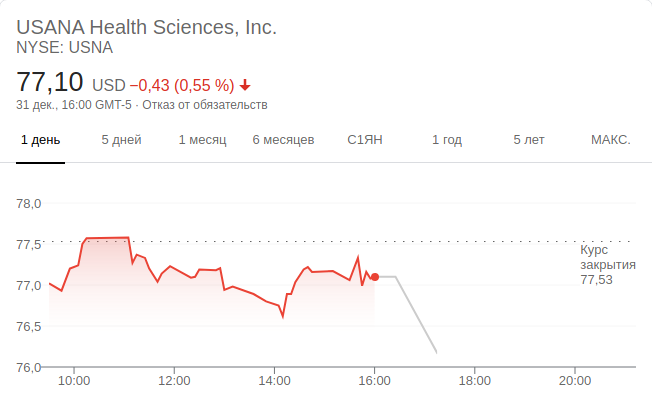 USANA Health Sciences, Inc.
NYSE: USNA
77,10 USD −0,43 (0,55 %)
31 дек., 16:00 GMT-5 · Отказ от обязательств
1 день 5 дней 1 месяц 6 месяцев С1ЯН 1 год 5 лет МАКС.
78,0
77,5
77,0
76,5
76,0
Курс
закрытия
77,53
10:00 12:00 14:00 16:00 18:00 20:00